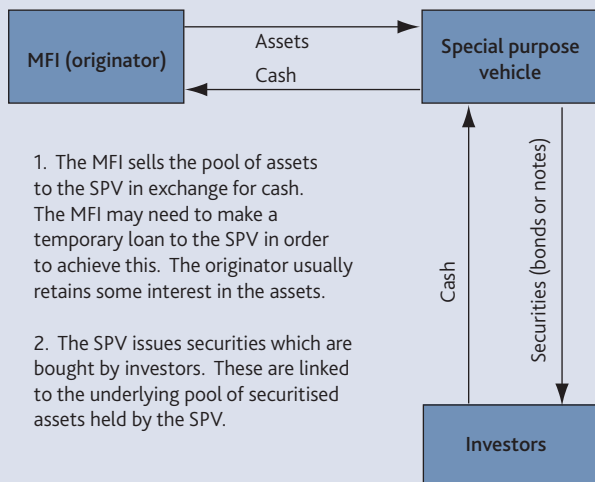 MFI (originator)
Assets
Cash
Special purpose
vehicle
1. The MFI sells the pool of assets
to the SPV in exchange for cash.
The MFI may need to make a
temporary loan to the SPV in order
to achieve this. The originator usually
retains some interest in the assets.
2. The SPV issues securities which are
bought by investors. These are linked
to the underlying pool of securitised
assets held by the SPV.
Cash
Securities (bonds or notes)
Investors